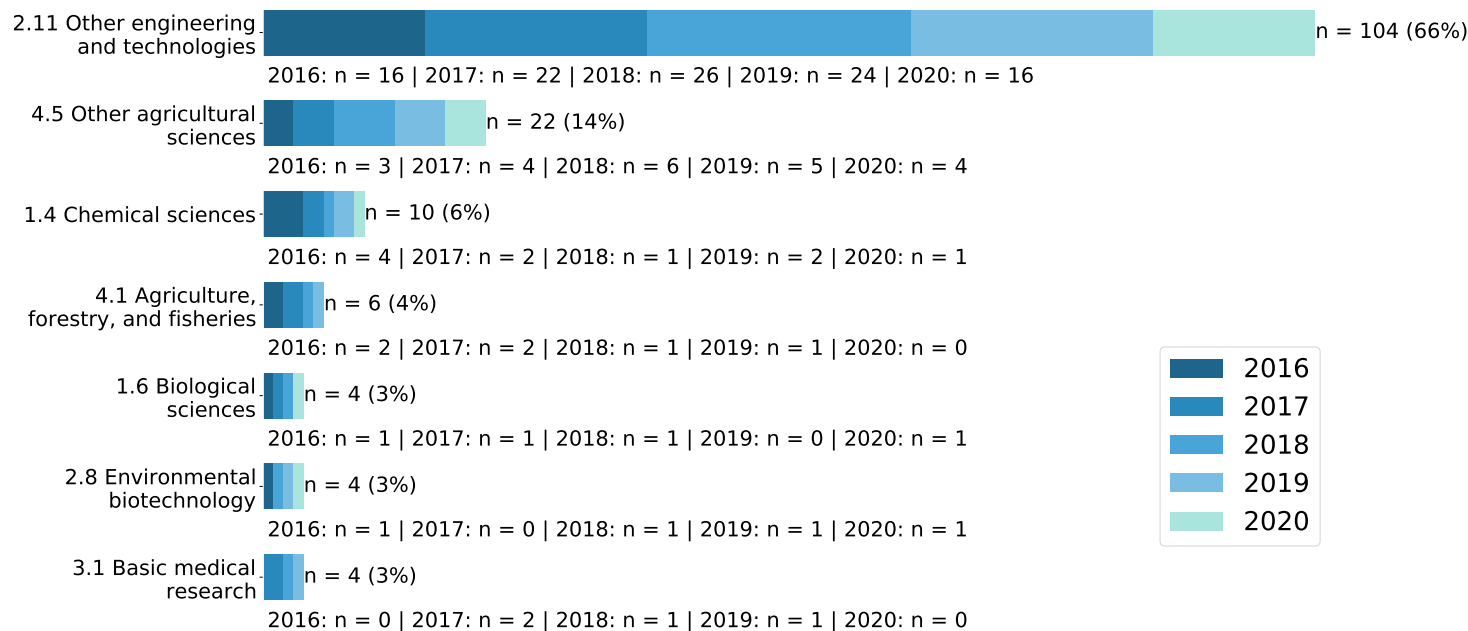 2.11 Other engineering
and technologies
n = 104 (66%)
2016: n = 16 | 2017: n = 22 | 2018: n = 26 | 2019: n = 24 | 2020: n = 16
4.5 Other agricultural
sciences
n = 22 (14%)
2016: n = 3 | 2017: n = 4 | 2018: n = 6 | 2019: n = 5 | 2020: n = 4
1.4 Chemical sciences
n = 10 (6%)
2016: n = 4 | 2017: n = 2 | 2018: n = 1 | 2019: n = 2 | 2020: n = 1
4.1 Agriculture,
forestry, and fisheries
n = 6 (4%)
2016: n = 2 | 2017: n = 2 | 2018: n = 1 | 2019: n = 1 | 2020: n = 0
1.6 Biological
sciences
n = 4 (3%)
2016: n = 1 | 2017: n = 1 | 2018: n = 1 | 2019: n = 0 | 2020: n = 1
2.8 Environmental
biotechnology
n = 4 (3%)
2016: n = 1 | 2017: n = 0 | 2018: n = 1 | 2019: n = 1 | 2020: n = 1
3.1 Basic medical
research
n = 4 (3%)
2016: n = 0 | 2017: n = 2 | 2018: n = 1 | 2019: n = 1 | 2020: n = 0
2016
2017
2018
2019
2020